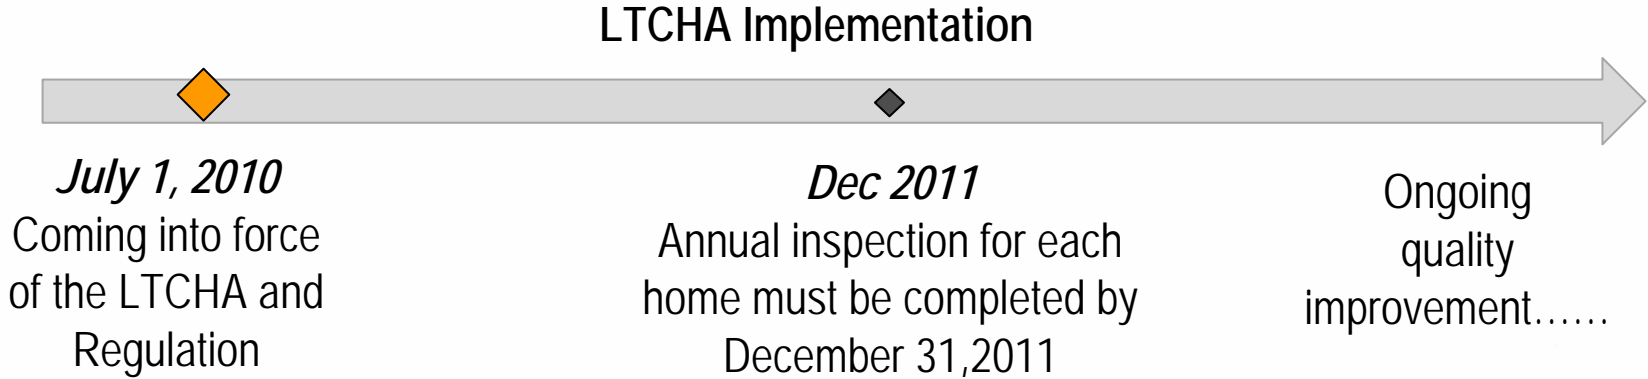 LTCHA Implementation
July 1, 2010
Coming into force
of the LTCHA and
Regulation
Dec 2011
Annual inspection for each
home must be completed by
December 31,2011
Ongoing
quality
improvement……